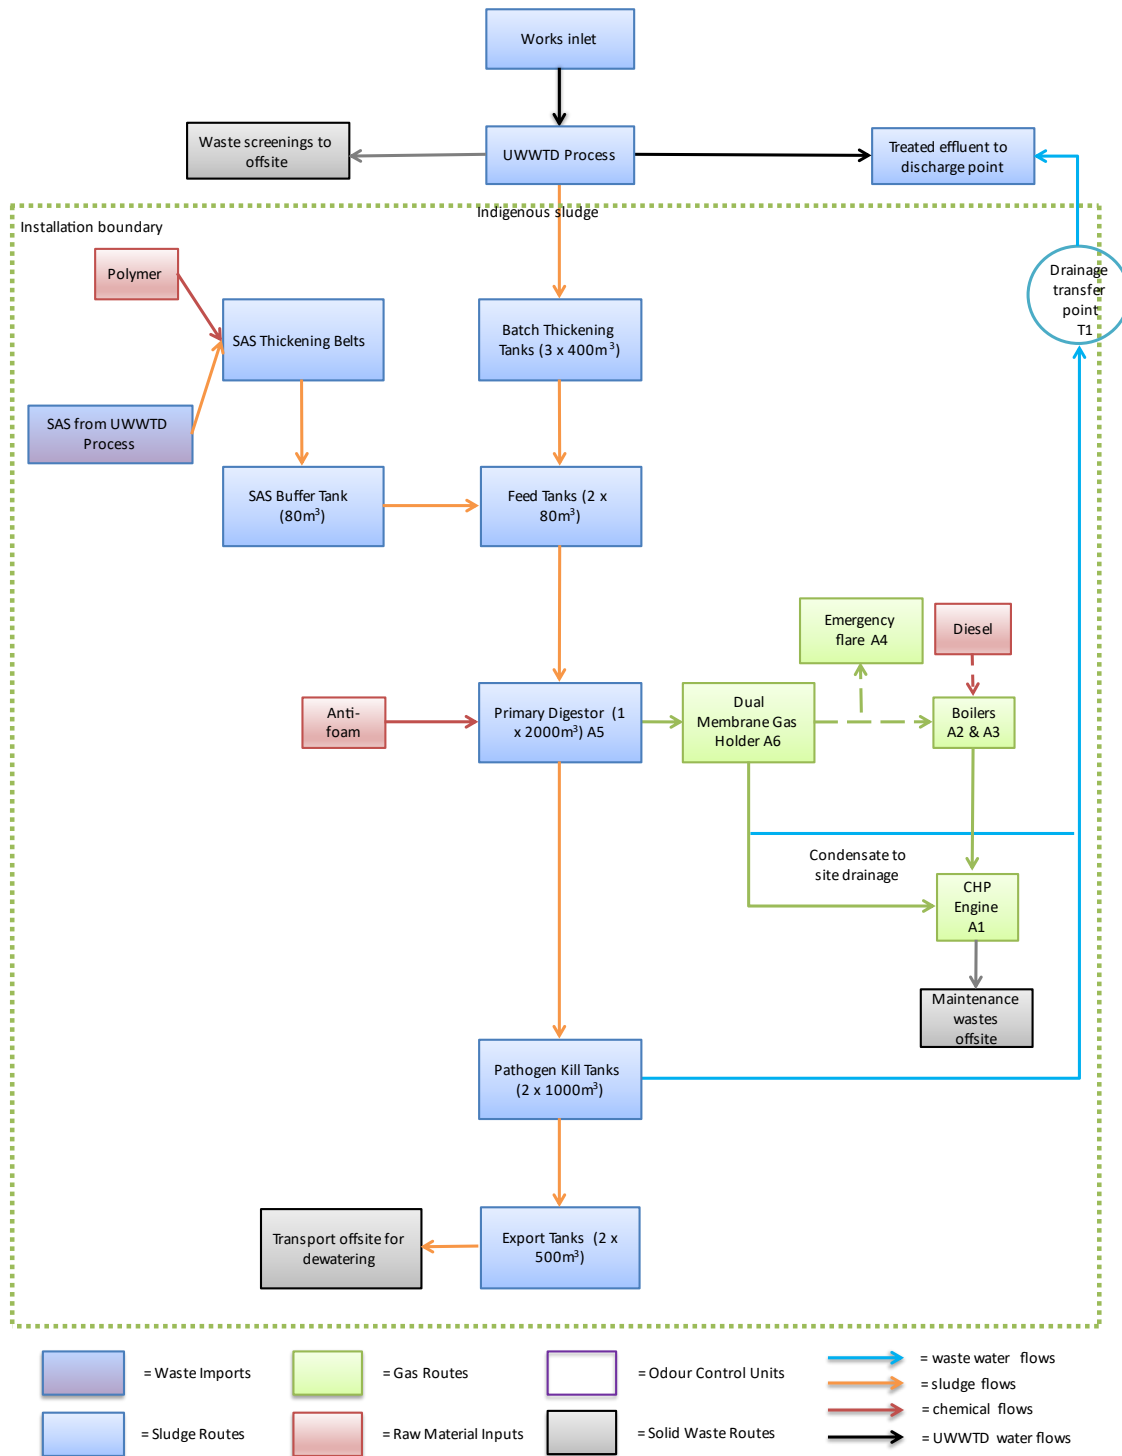 Works inlet
Waste screenings to
offsite
UWWTD Process
Treated effluent to
discharge point
Indigenous sludge
Installation boundary
Polymer
SAS Thickening Belts
Batch Thickening
Tanks (3 x 400m³)
Drainage
transfer
point
T1
SAS from UWWTD
Process
SAS Buffer Tank
(80m³)
Feed Tanks (2 x
80m³)
Emergency
flare A4
Diesel
Anti-
foam
Primary Digestor (1
x 2000m³) A5
Dual
Membrane Gas
Holder A6
Boilers
A2 & A3
Condensate to
site drainage
CHP
Engine
A1
Maintenance
wastes
offsite
Pathogen Kill Tanks
(2 x 1000m³)
Transport offsite for
dewatering
Export Tanks (2 x
500m³)
= Waste Imports
= Gas Routes
= Odour Control Units
= waste water flows
= sludge flows
= chemical flows
= UWWTD water flows
= Sludge Routes
= Raw Material Inputs
= Solid Waste Routes